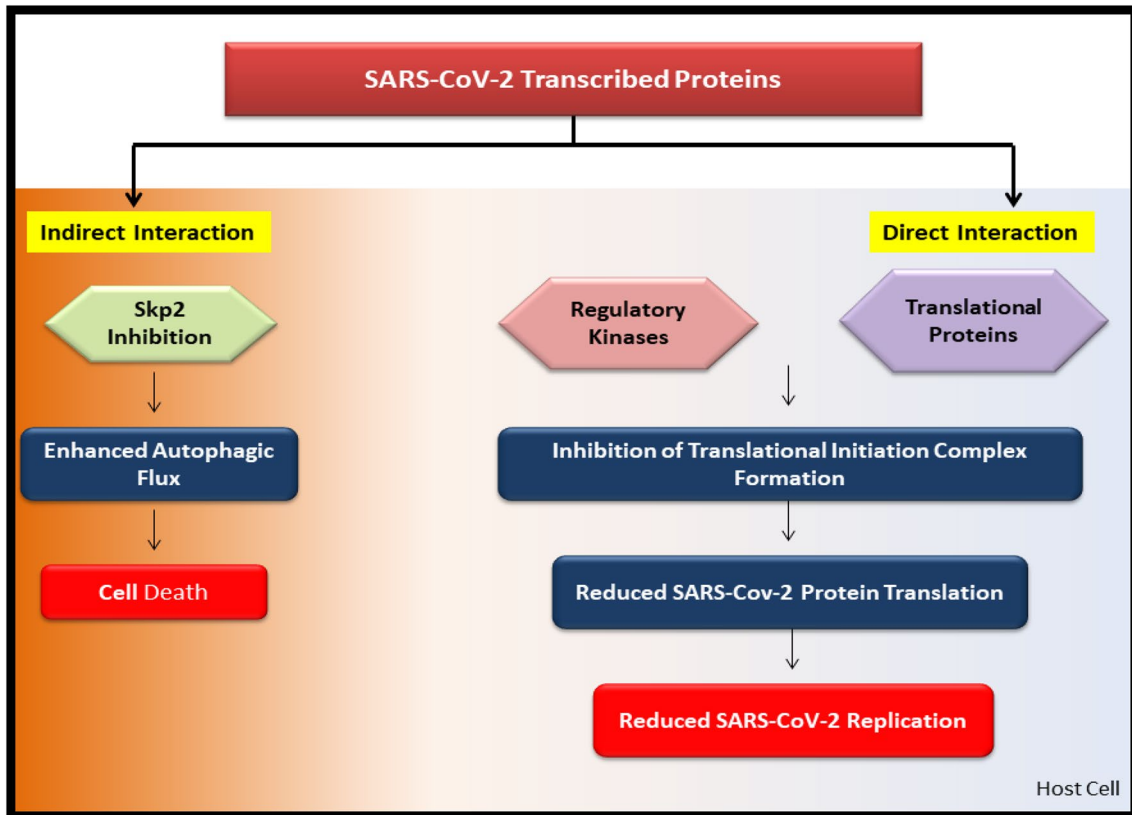 SARS-CoV-2 Transcribed Proteins
Indirect Interaction
Direct Interaction
Skp2
Inhibition
Regulatory
Kinases
Translational
Proteins
Enhanced Autophagic
Flux
Inhibition of Translational Initiation Complex
Formation
Cell Death
Reduced SARS-Cov-2 Protein Translation
Reduced SARS-CoV-2 Replication
Host Cell